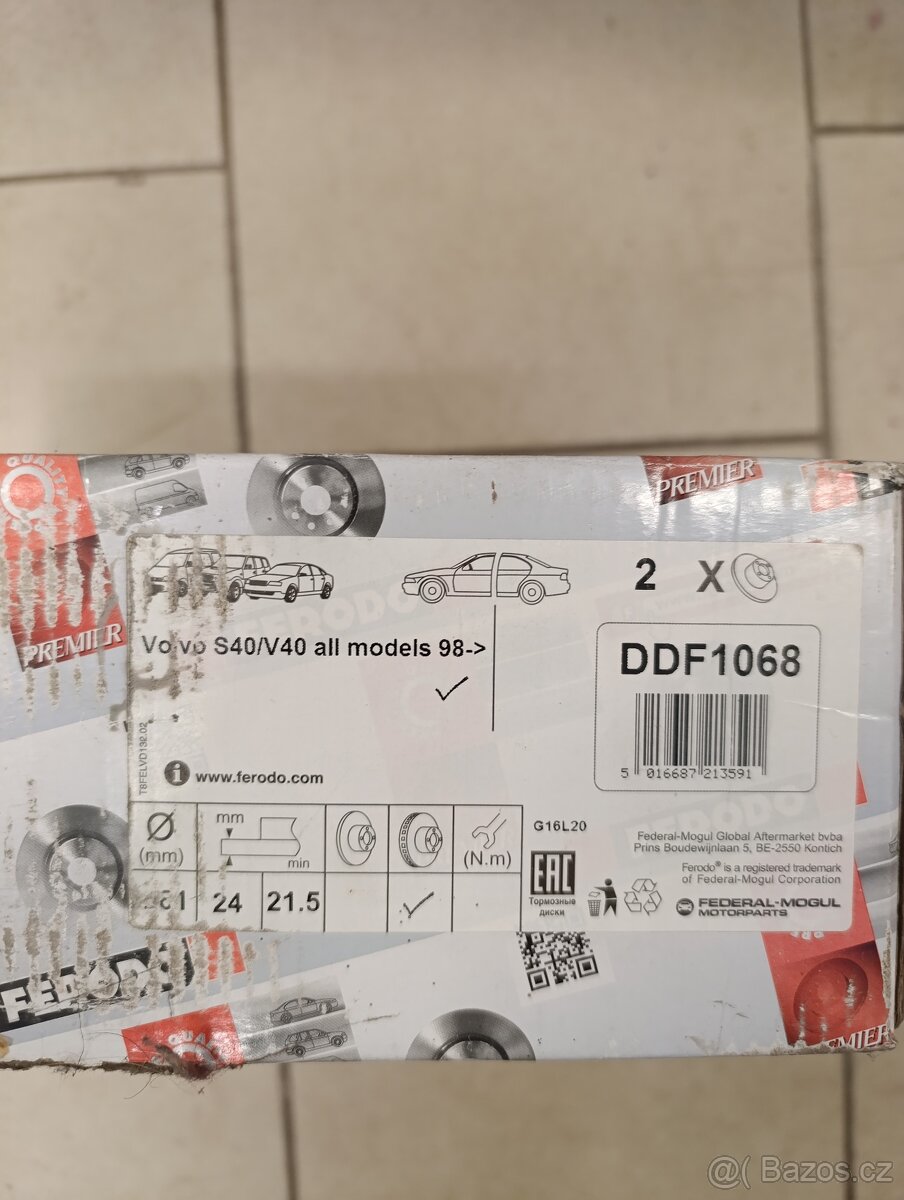 QUALITY
PREMIER
PREMIER
2 X
Volvo S40/V40 all models 98->
DDF1068
5 016687 213591
www.ferodo.com
Ø
(mm)
mm
min
(N.m)
24
21.5
G16L20
EAC
Тормозные
диски
Federal-Mogul Global Aftermarket bvba
Prins Boudewijnlaan 5, BE-2550 Kontich
Ferodo® is a registered trademark
of Federal-Mogul Corporation
FEDERAL-MOGUL
MOTORPARTS
FERODO
PREMIER
@( Bazos.cz